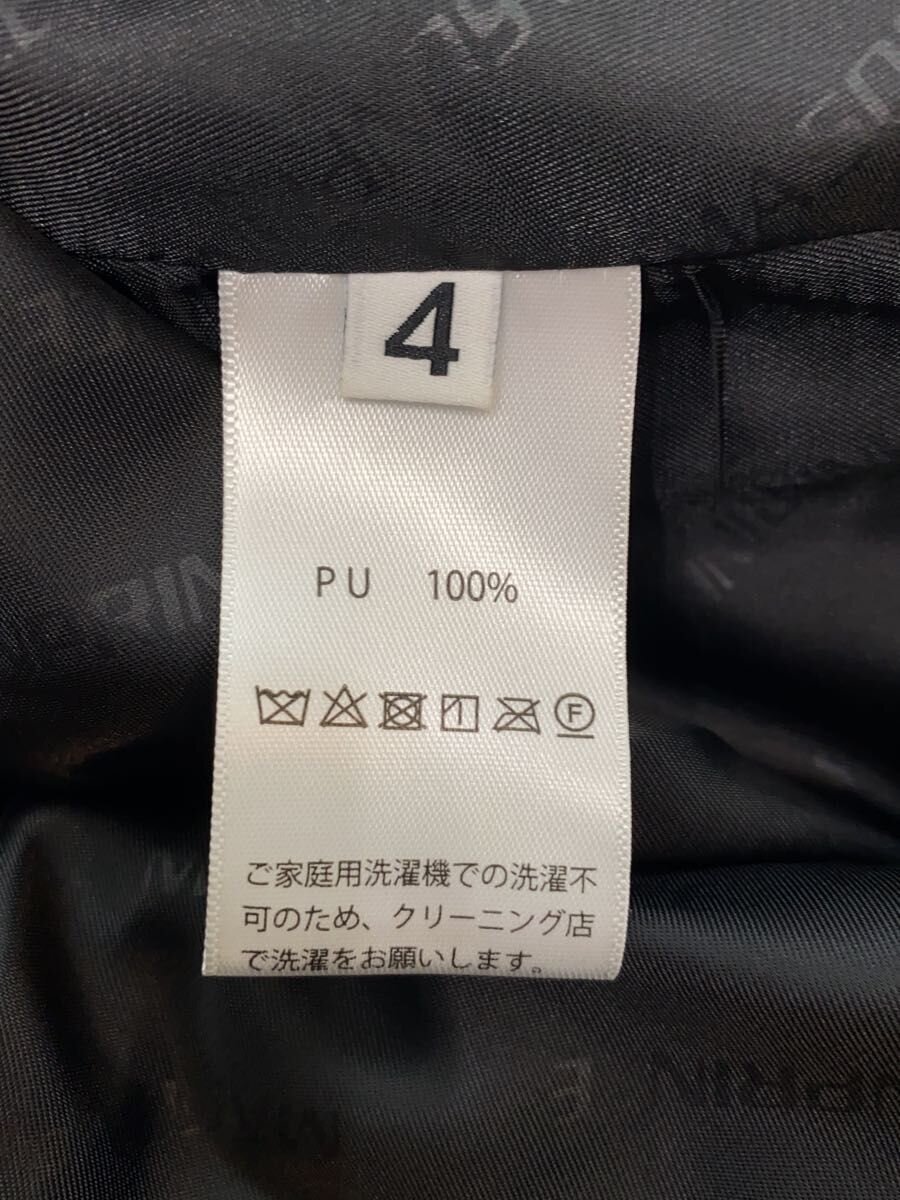 4
PU 100%
1
F
ご家庭用洗濯機での洗濯不
可のため、クリーニング店
で洗濯をお願いします。